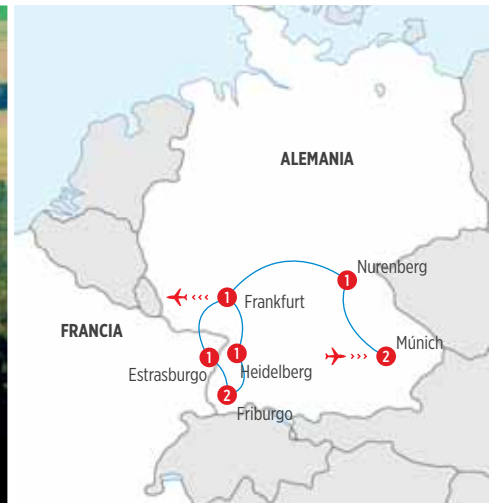 ALEMANIA
Nurenberg
1
1
Frankfurt
‹‹‹
FRANCIA
Múnich
2
›››
1
Heidelberg
1
Estrasburgo
2
Friburgo